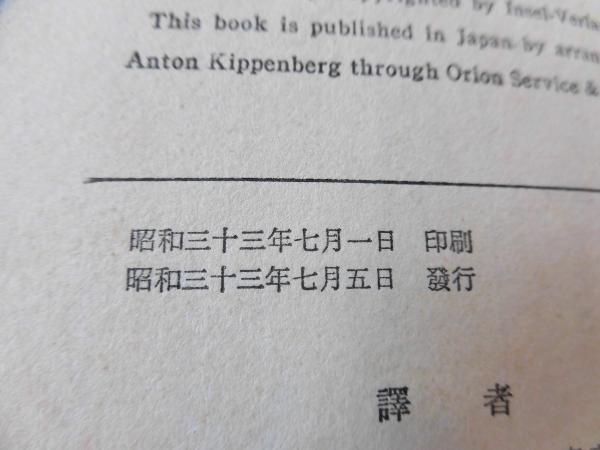 by Insel-
This book is published in Japan by
Anton Kippenberg through Orion Service &
昭和三十三年七月一日 印刷
昭和三十三年七月五日 發行
譯者